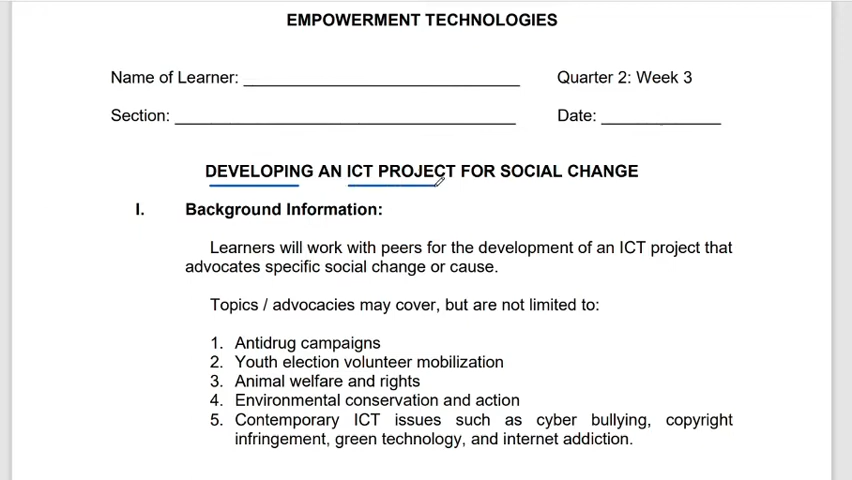 EMPOWERMENT TECHNOLOGIES
Name of Learner: ______________________________ Quarter 2: Week 3
Section: _____________________________________ Date: _____________
DEVELOPING AN ICT PROJECT FOR SOCIAL CHANGE
I. Background Information:
Learners will work with peers for the development of an ICT project that
advocates specific social change or cause.
Topics / advocacies may cover, but are not limited to:
1. Antidrug campaigns
2. Youth election volunteer mobilization
3. Animal welfare and rights
4. Environmental conservation and action
5. Contemporary ICT issues such as cyber bullying, copyright
infringement, green technology, and internet addiction.